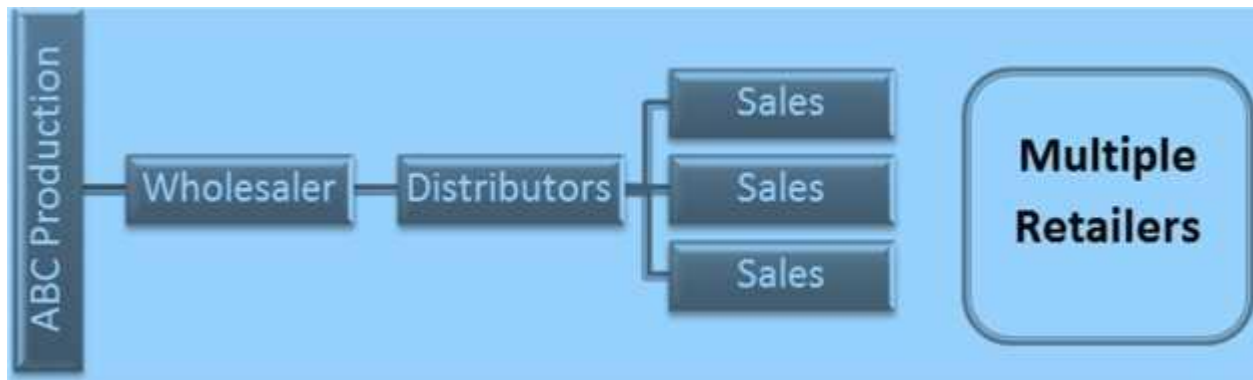 ABC Production
Wholesaler
Distributors
Sales
Sales
Sales
Multiple
Retailers